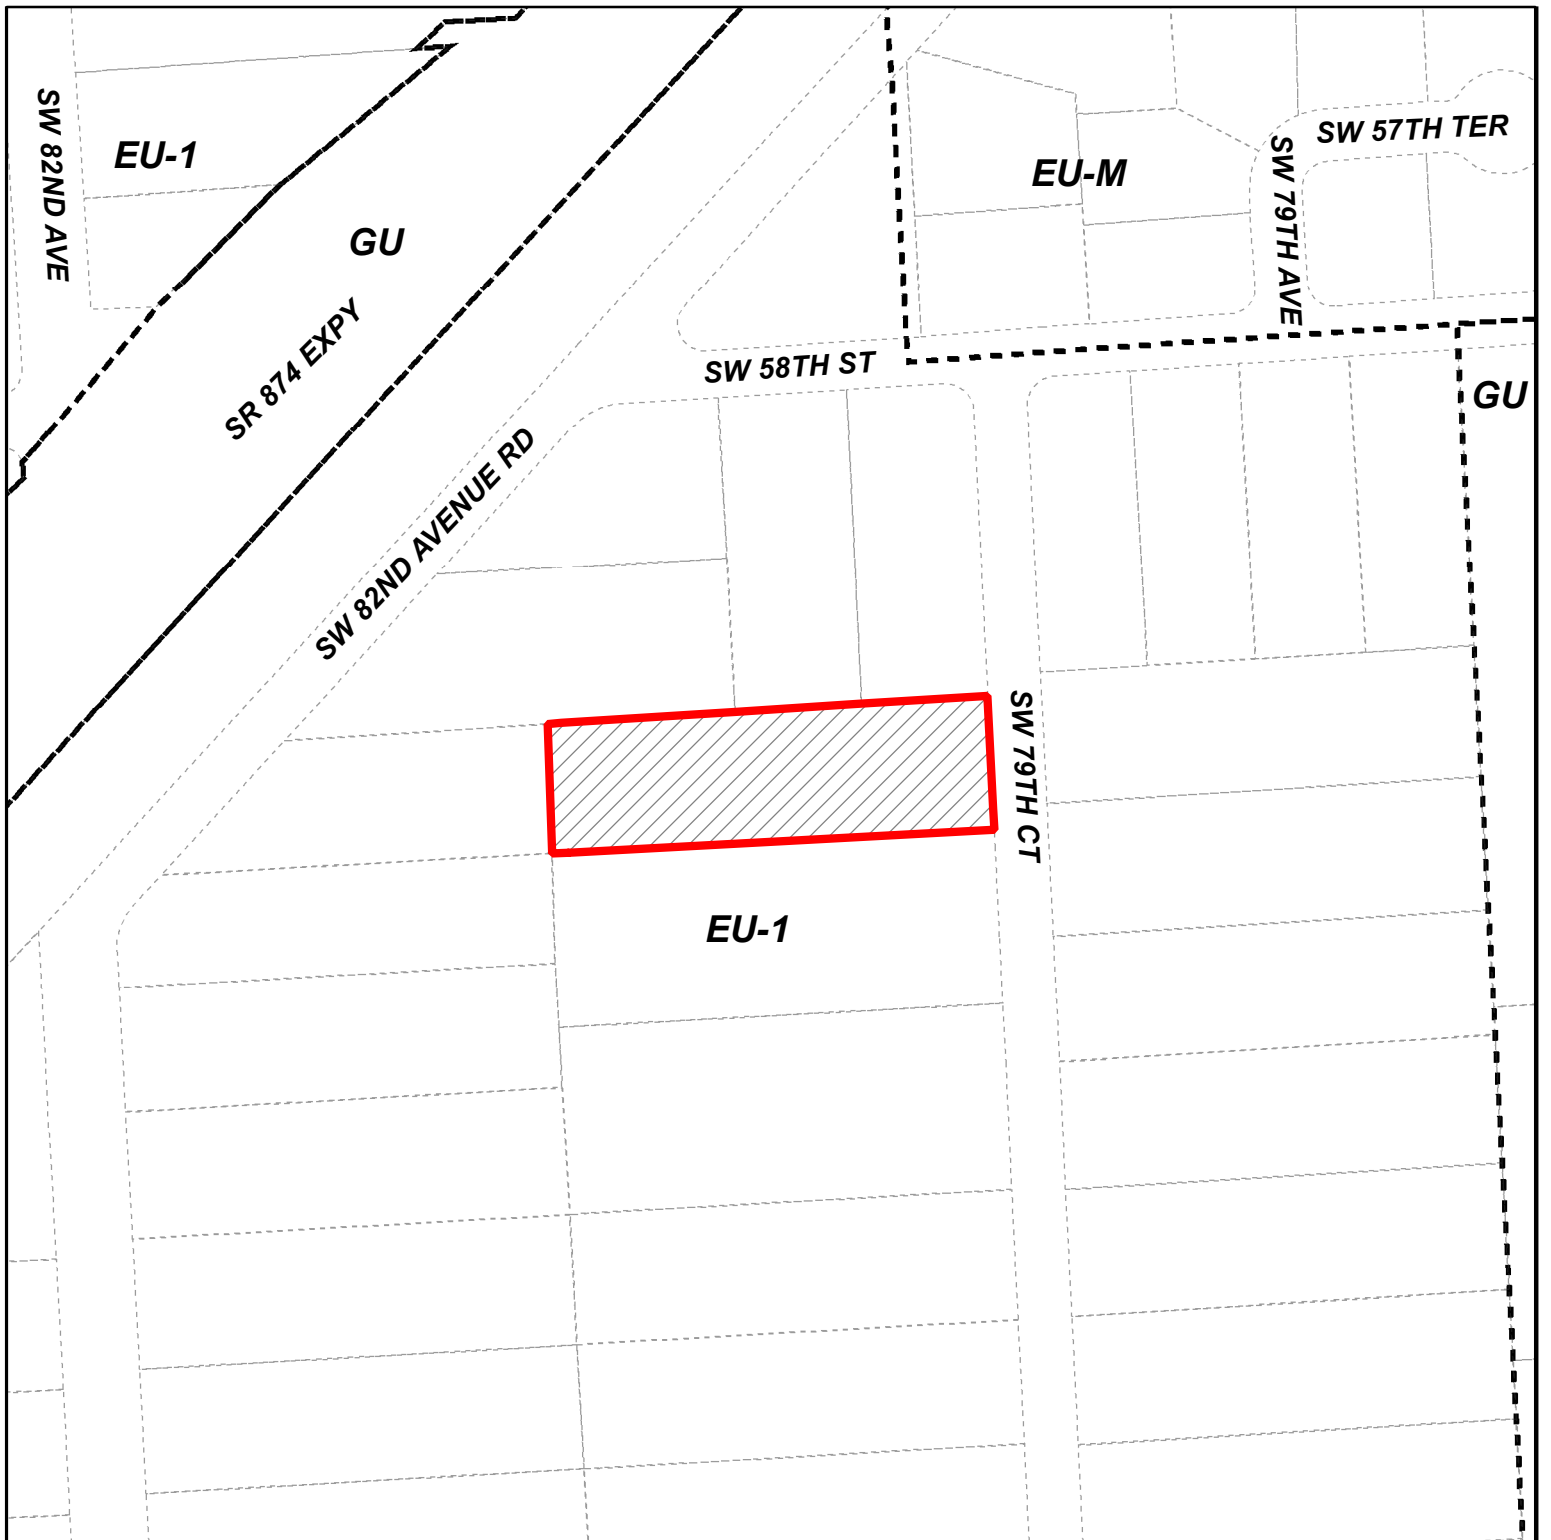 SW 82ND AVE
EU-1
GU
SR 874 EXPY
EU-M
SW 57TH TER
SW 79TH AVE
SW 58TH ST
GU
SW 82ND AVENUE RD
SW 79TH CT
EU-1